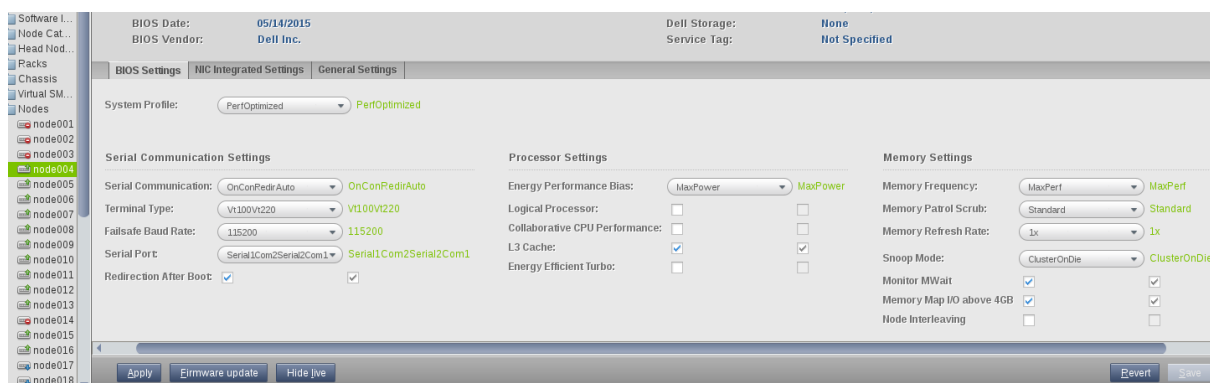 Software I...
Node Cat...
Head Nod...
Racks
Chassis
Virtual SM...
Nodes
node001
node002
node003
node004
node005
node006
node007
node008
node009
node010
node011
node012
node013
node014
node015
node016
node017
node018
BIOS Date: 05/14/2015 Dell Storage: None
BIOS Vendor: Dell Inc. Service Tag: Not Specified
BIOS Settings NIC Integrated Settings General Settings
System Profile: PerfOptimized PerfOptimized
Serial Communication Settings
Serial Communication: OnConRedirAuto OnConRedirAuto
Terminal Type: Vt100Vt220 Vt100Vt220
Failsafe Baud Rate: 115200 115200
Serial Port: Serial1Com2Serial2Com1 Serial1Com2Serial2Com1
Redirection After Boot:
Processor Settings
Energy Performance Bias: MaxPower MaxPower
Logical Processor:
Collaborative CPU Performance:
L3 Cache:
Energy Efficient Turbo:
Memory Settings
Memory Frequency: MaxPerf MaxPerf
Memory Patrol Scrub: Standard Standard
Memory Refresh Rate: 1x 1x
Snoop Mode: ClusterOnDie ClusterOnDie
Monitor MWait
Memory Map I/O above 4GB
Node Interleaving
Apply Firmware update Hide live Revert Save